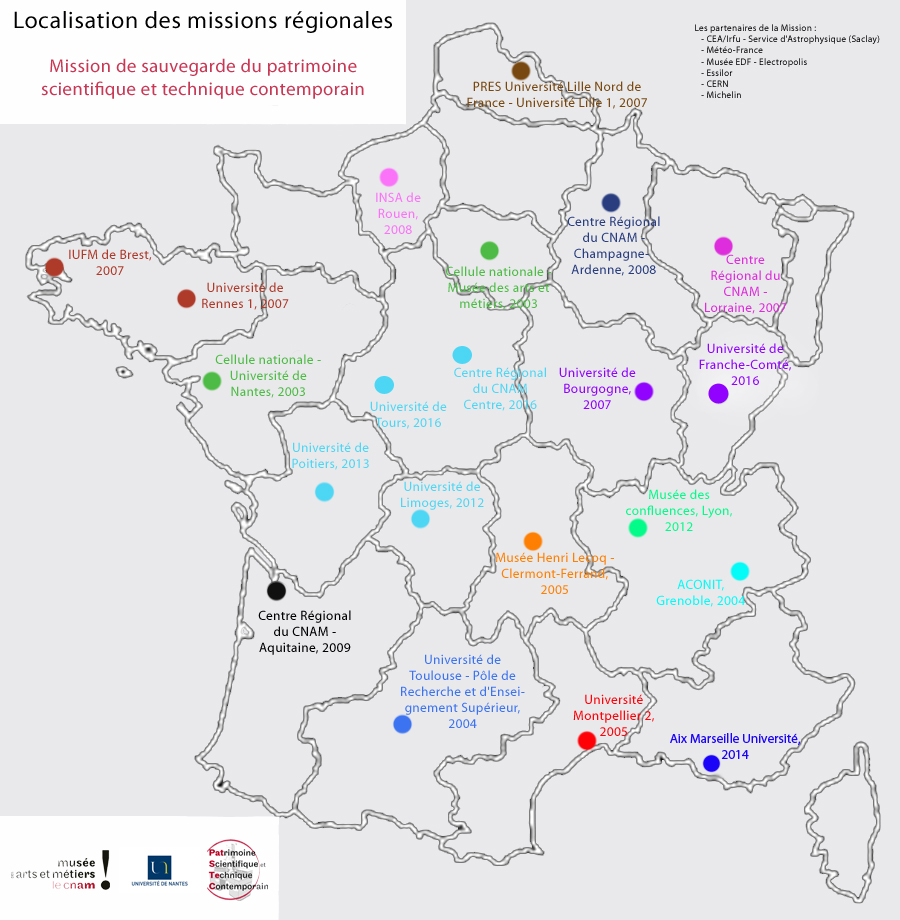 Localisation des missions régionales
Mission de sauvegarde du patrimoine
scientifique et technique contemporain
Les partenaires de la Mission :
- CEA/Irfu - Service d'Astrophysique (Saclay)
- Météo-France
- Musée EDF - Electropolis
- Essilor
- CERN
- Michelin
PRES Université Lille Nord de
France - Université Lille 1, 2007
INSA de
Rouen,
2008
Centre Régional
du CNAM -
Champagne-
Ardenne, 2008
IUFM de Brest,
2007
Université de
Rennes 1, 2007
Cellule nationale -
Musée des arts et
métiers, 2003
Centre
Régional du
CNAM -
Lorraine, 2007
Cellule nationale -
Université de
Nantes, 2003
Université de
Tours, 2016
Centre Régional
du CNAM
Centre, 2016
Université de
Bourgogne,
2007
Université de
Franche-Comté,
2016
Université de
Poitiers, 2013
Université de
Limoges, 2012
Musée des
confluences, Lyon,
2012
Musée Henri Lecoq -
Clermont-Ferrand,
2005
ACONIT,
Grenoble, 2004
Centre Régional
du CNAM -
Aquitaine, 2009
Université de
Toulouse - Pôle de
Recherche et d'Ensei-
gnement Supérieur,
2004
Université
Montpellier 2,
2005
Aix Marseille Université,
2014
musée
des arts et métiers
le cnam
UNIVERSITÉ DE NANTES
Patrimoine
Scientifique et
Technique
Contemporain